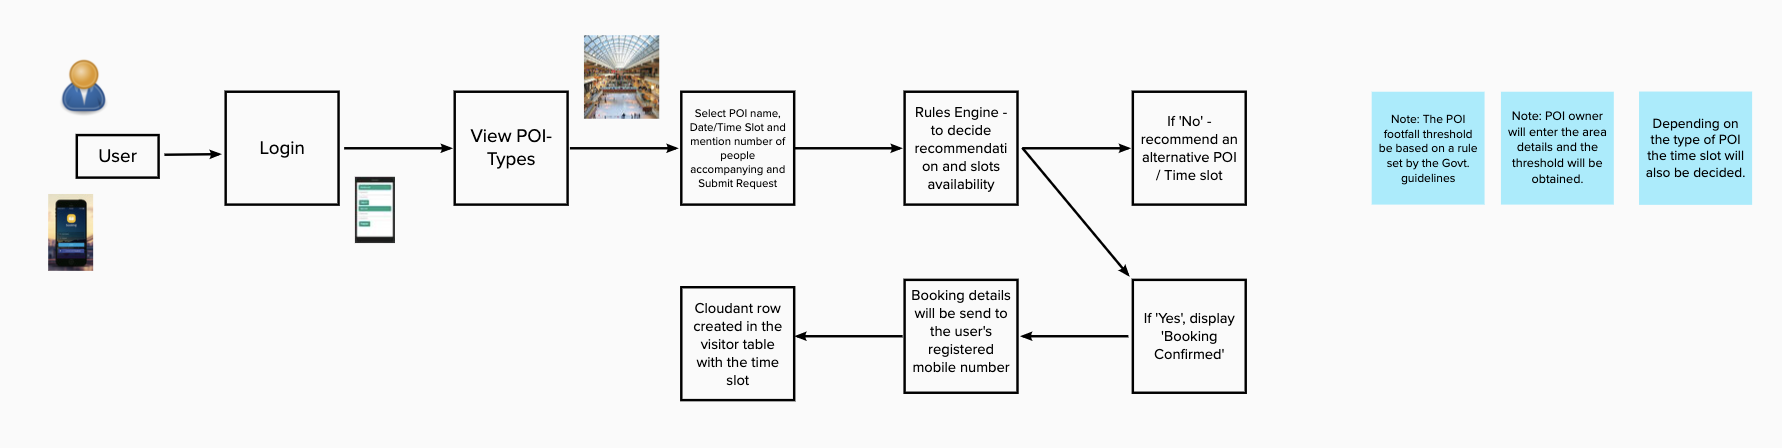 User
Login
View POI-
Types
Select POI name,
Date/Time Slot and
mention number of
people
accompanying and
Submit Request
Rules Engine -
to decide
recommendati
on and slots
availability
If 'No' -
recommend an
alternative POI
/ Time slot
Note: The POI
footfall threshold
be based on a rule
set by the Govt.
guidelines
Note: POI owner
will enter the area
details and the
threshold will be
obtained.
Depending on
the type of POI
the time slot will
also be decided.
Cloudant row
created in the
visitor table
with the time
slot
Booking details
will be send to
the user's
registered
mobile number
If 'Yes', display
'Booking
Confirmed'